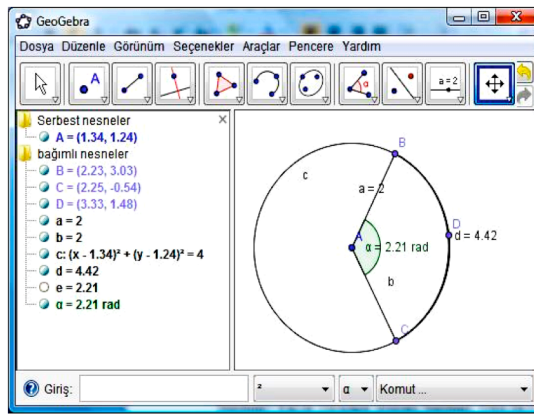 GeoGebra
Dosya Düzenle Görünüm Seçenekler Araçlar Pencere Yardım
A
α
a = 2
Serbest nesneler
A = (1.34, 1.24)
bağımlı nesneler
B = (2.23, 3.03)
C = (2.25, -0.54)
D = (3.33, 1.48)
a = 2
b = 2
c: (x - 1.34)² + (y - 1.24)² = 4
d = 4.42
e = 2.21
α = 2.21 rad
B
c
a = 2
D
d = 4.42
A
α = 2.21 rad
b
C
Giriş:
²
α
Komut ...